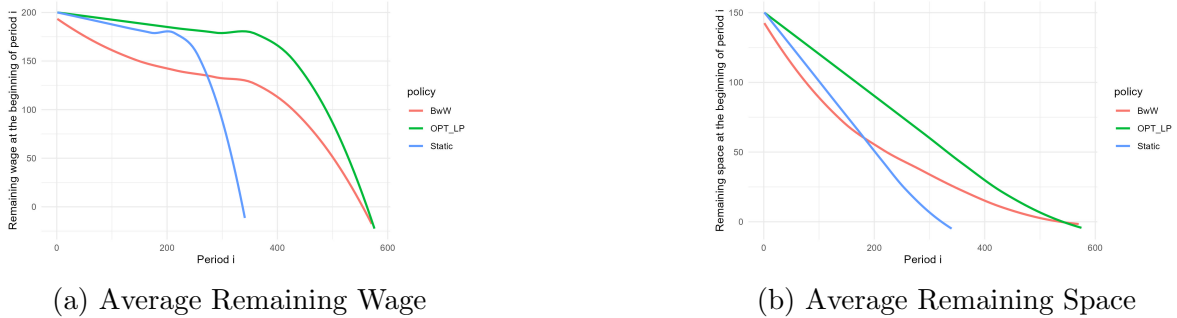 Remaining wage at the beginning of period i
200
150
100
50
0
0 200 400 600
Period i
policy
BwW
OPT_LP
Static
(a) Average Remaining Wage
Remaining space at the beginning of period i
150
100
50
0
0 200 400 600
Period i
policy
BwW
OPT_LP
Static
(b) Average Remaining Space